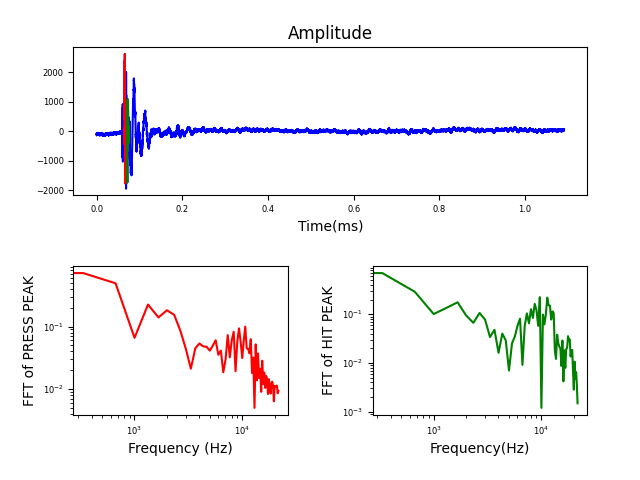 Amplitude
2000
1000
0
−1000
−2000
0.0 0.2 0.4 0.6 0.8 1.0
Time(ms)
FFT of PRESS PEAK
10⁻¹
10⁻²
10³ 10⁴
Frequency (Hz)
FFT of HIT PEAK
10⁻¹
10⁻²
10⁻³
10³ 10⁴
Frequency(Hz)